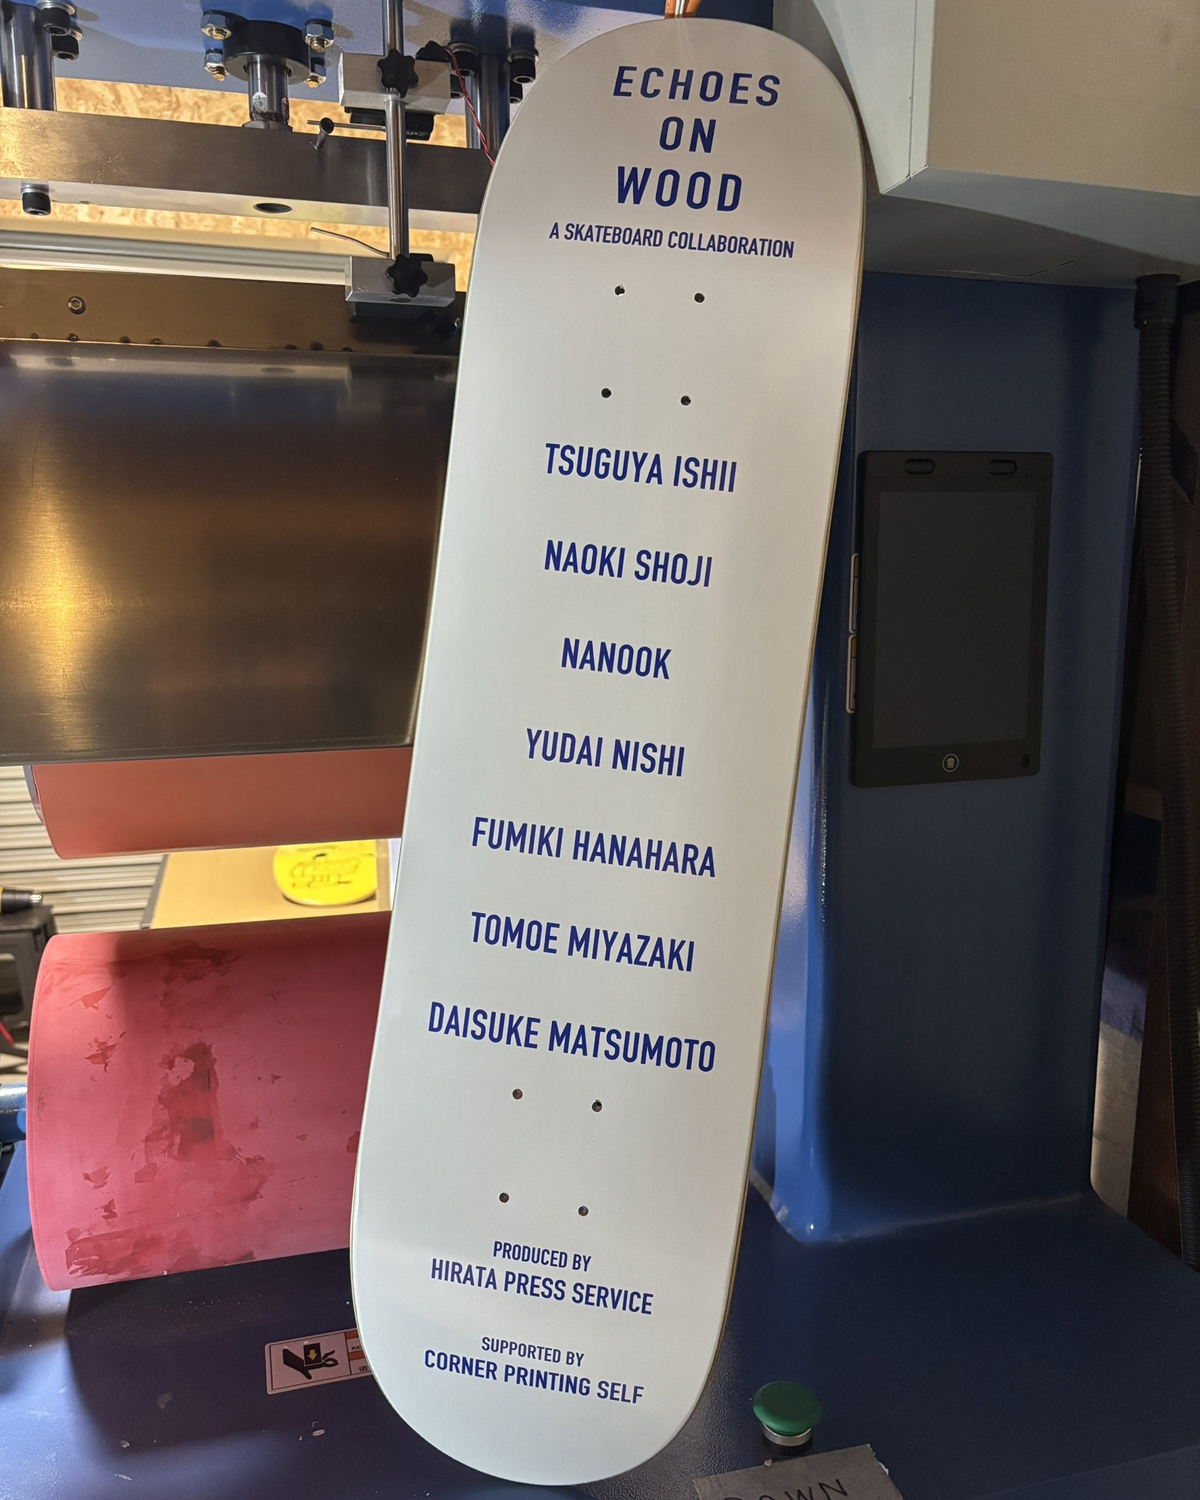 ECHOES
ON
WOOD
A SKATEBOARD COLLABORATION
TSUGUYA ISHII
NAOKI SHOJI
NANOOK
YUDAI NISHI
FUMIKI HANAHARA
TOMOE MIYAZAKI
DAISUKE MATSUMOTO
PRODUCED BY
HIRATA PRESS SERVICE
SUPPORTED BY
CORNER PRINTING SELF
DOWN